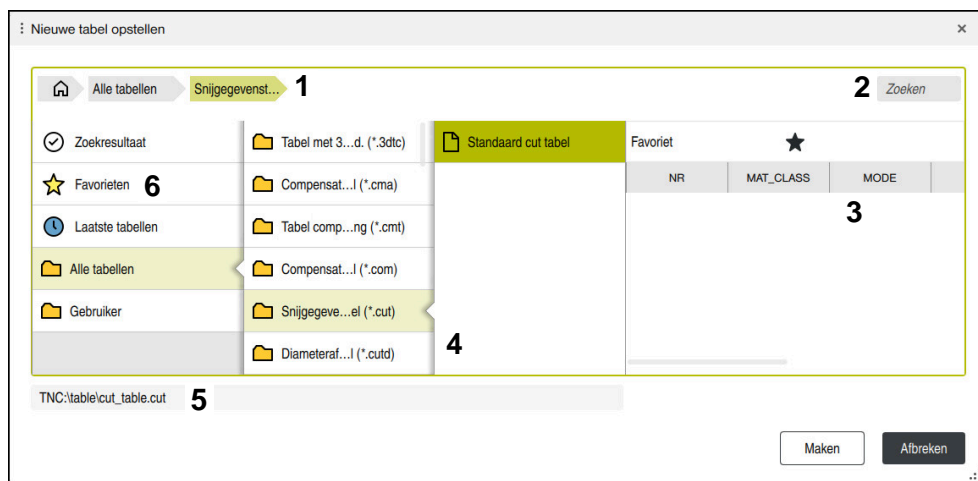 Nieuwe tabel opstellen
Alle tabellen
Snijgegevenst...
1
2
Zoeken
Zoekresultaat
Favorieten
6
Laatste tabellen
Alle tabellen
Gebruiker
Tabel met 3...d. (*.3dtc)
Compensat...l (*.cma)
Tabel comp...ng (*.cmt)
Compensat...l (*.com)
Snijgegeve...el (*.cut)
Diameteraf...l (*.cutd)
Standaard cut tabel
4
Favoriet
NR MAT_CLASS MODE
3
TNC:\table\cut_table.cut
5
Maken
Afbreken